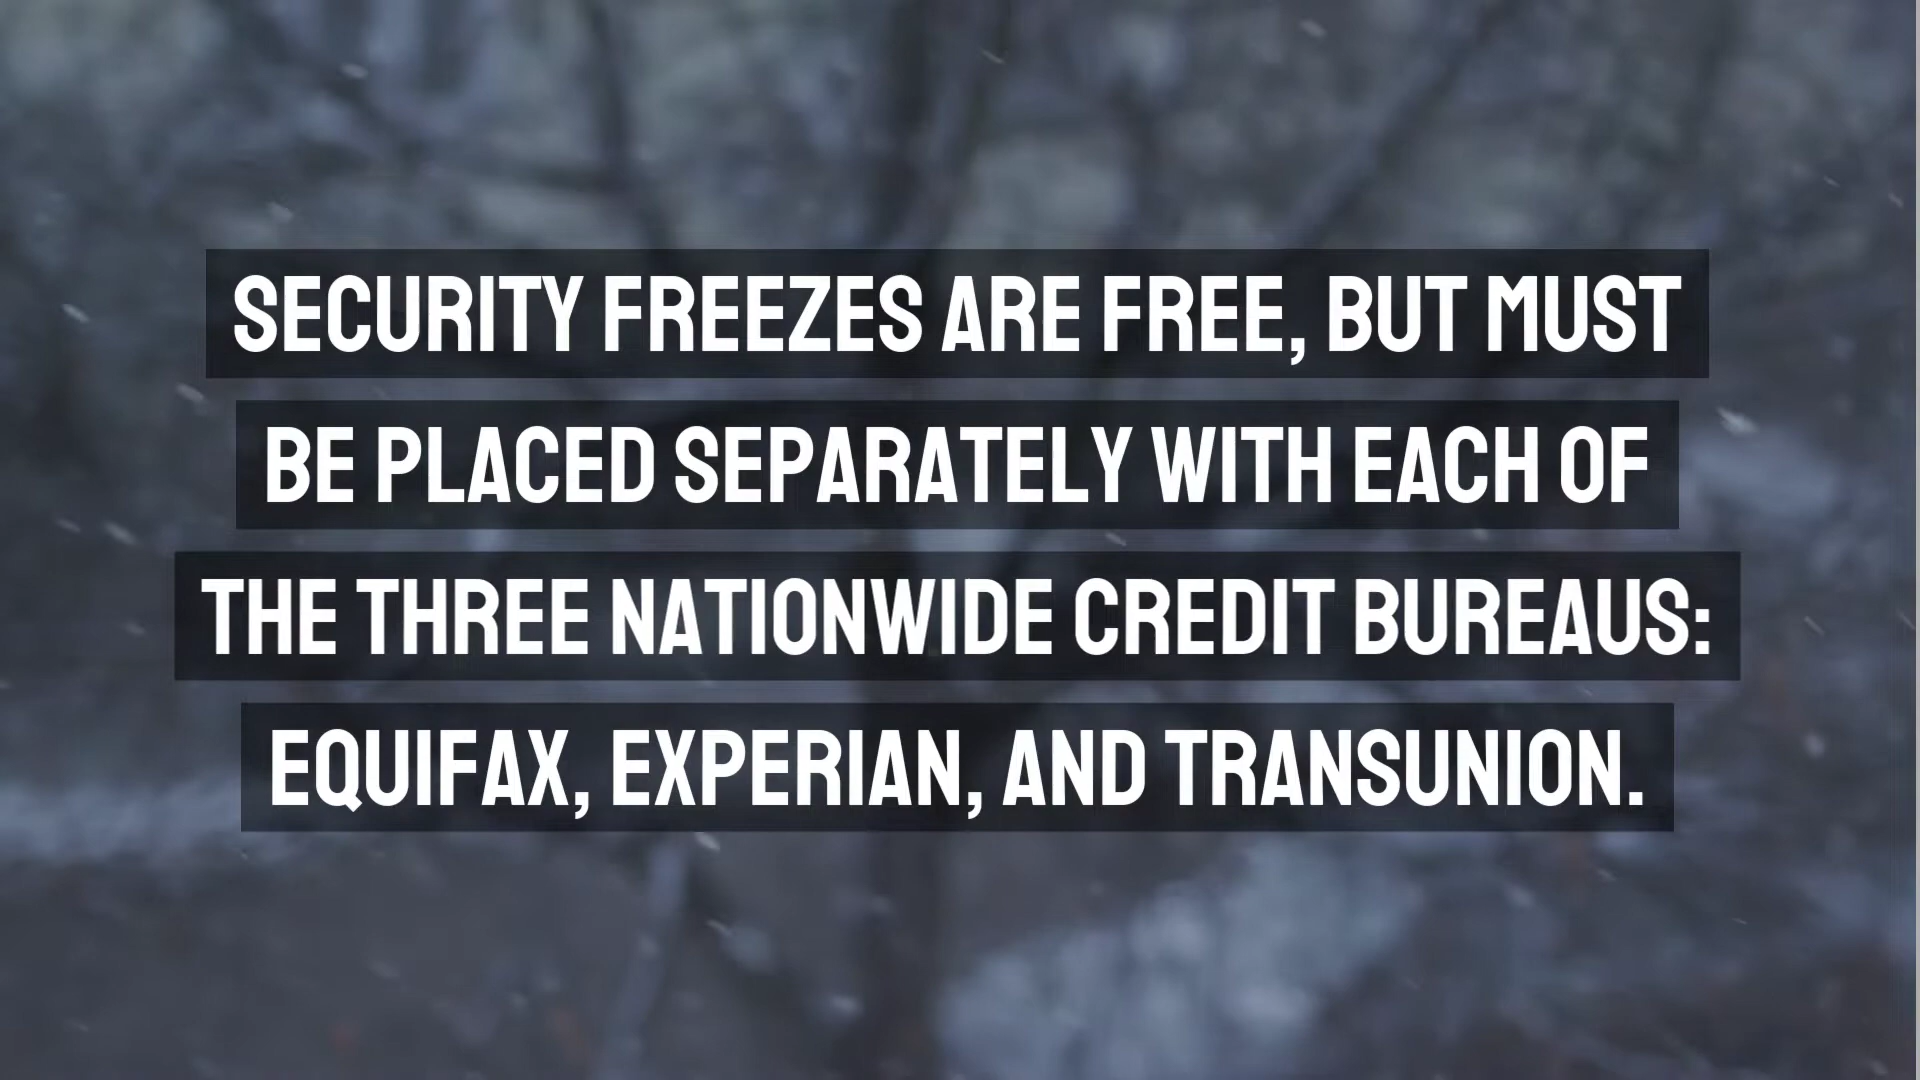 SECURITY FREEZES ARE FREE, BUT MUST
BE PLACED SEPARATELY WITH EACH OF
THE THREE NATIONWIDE CREDIT BUREAUS:
EQUIFAX, EXPERIAN, AND TRANSUNION.